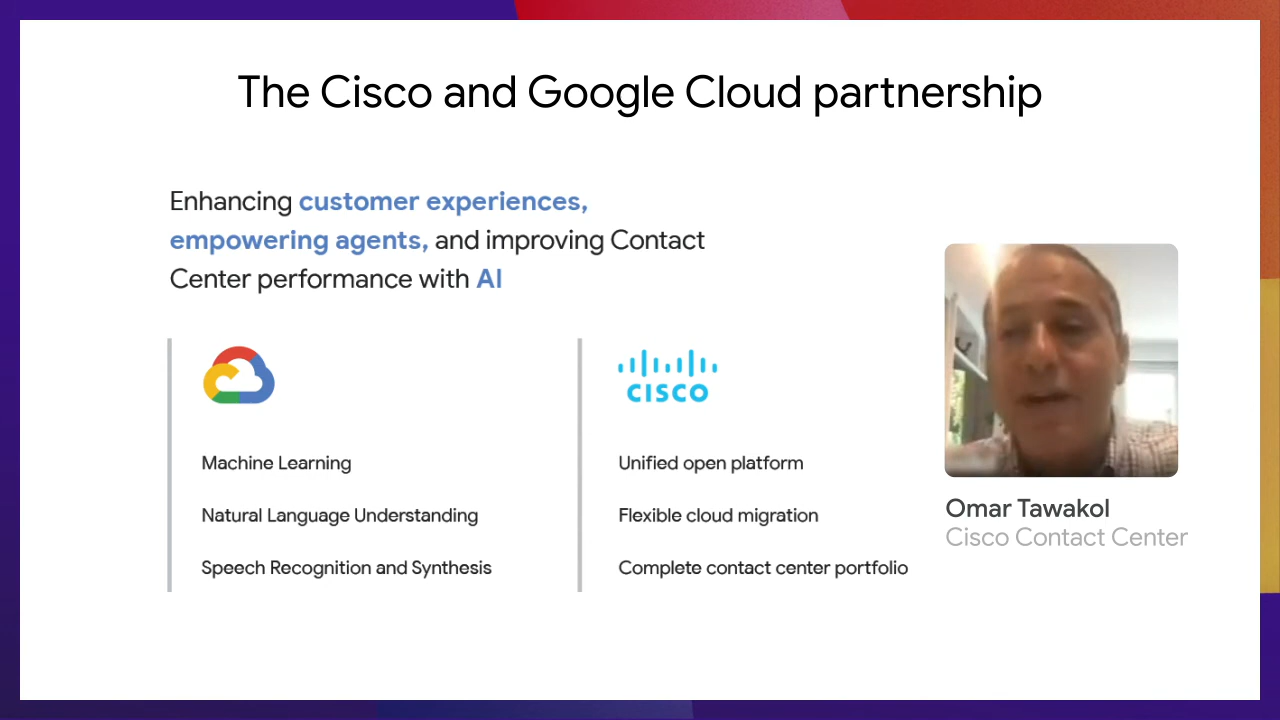 The Cisco and Google Cloud partnership
Enhancing customer experiences,
empowering agents, and improving Contact
Center performance with AI
Machine Learning
Natural Language Understanding
Speech Recognition and Synthesis
CISCO
Unified open platform
Flexible cloud migration
Complete contact center portfolio
Omar Tawakol
Cisco Contact Center